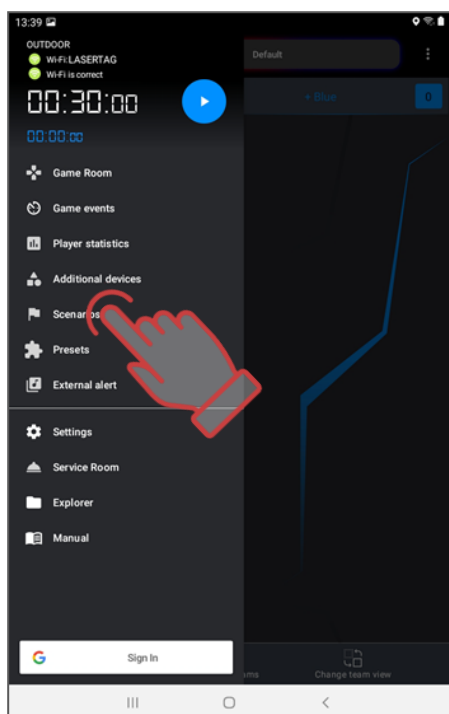 13:39
OUTDOOR
Wi-Fi:LASERTAG
Wi-Fi is correct
Default
00:30:00
+ Blue
0
00:00:00
Game Room
Game events
Player statistics
Additional devices
Scenarios
Presets
External alert
Settings
Service Room
Explorer
Manual
G
Sign In
ms
Change team view